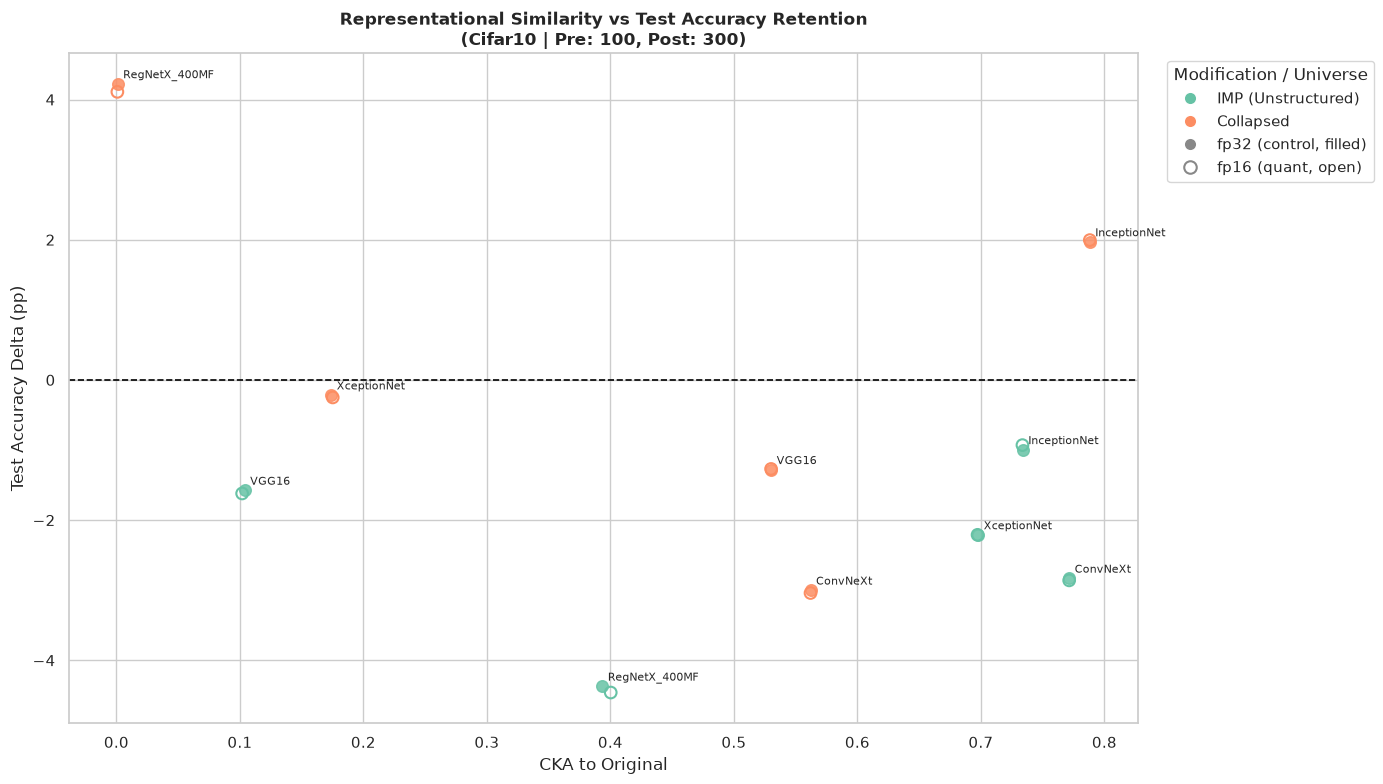 Representational Similarity vs Test Accuracy Retention
(Cifar10 | Pre: 100, Post: 300)
Modification / Universe
IMP (Unstructured)
Collapsed
fp32 (control, filled)
fp16 (quant, open)
Test Accuracy Delta (pp)
4
2
0
−2
−4
RegNetX_400MF
InceptionNet
XceptionNet
InceptionNet
VGG16
VGG16
XceptionNet
ConvNeXt
ConvNeXt
RegNetX_400MF
0.0
0.1
0.2
0.3
0.4
0.5
0.6
0.7
0.8
CKA to Original